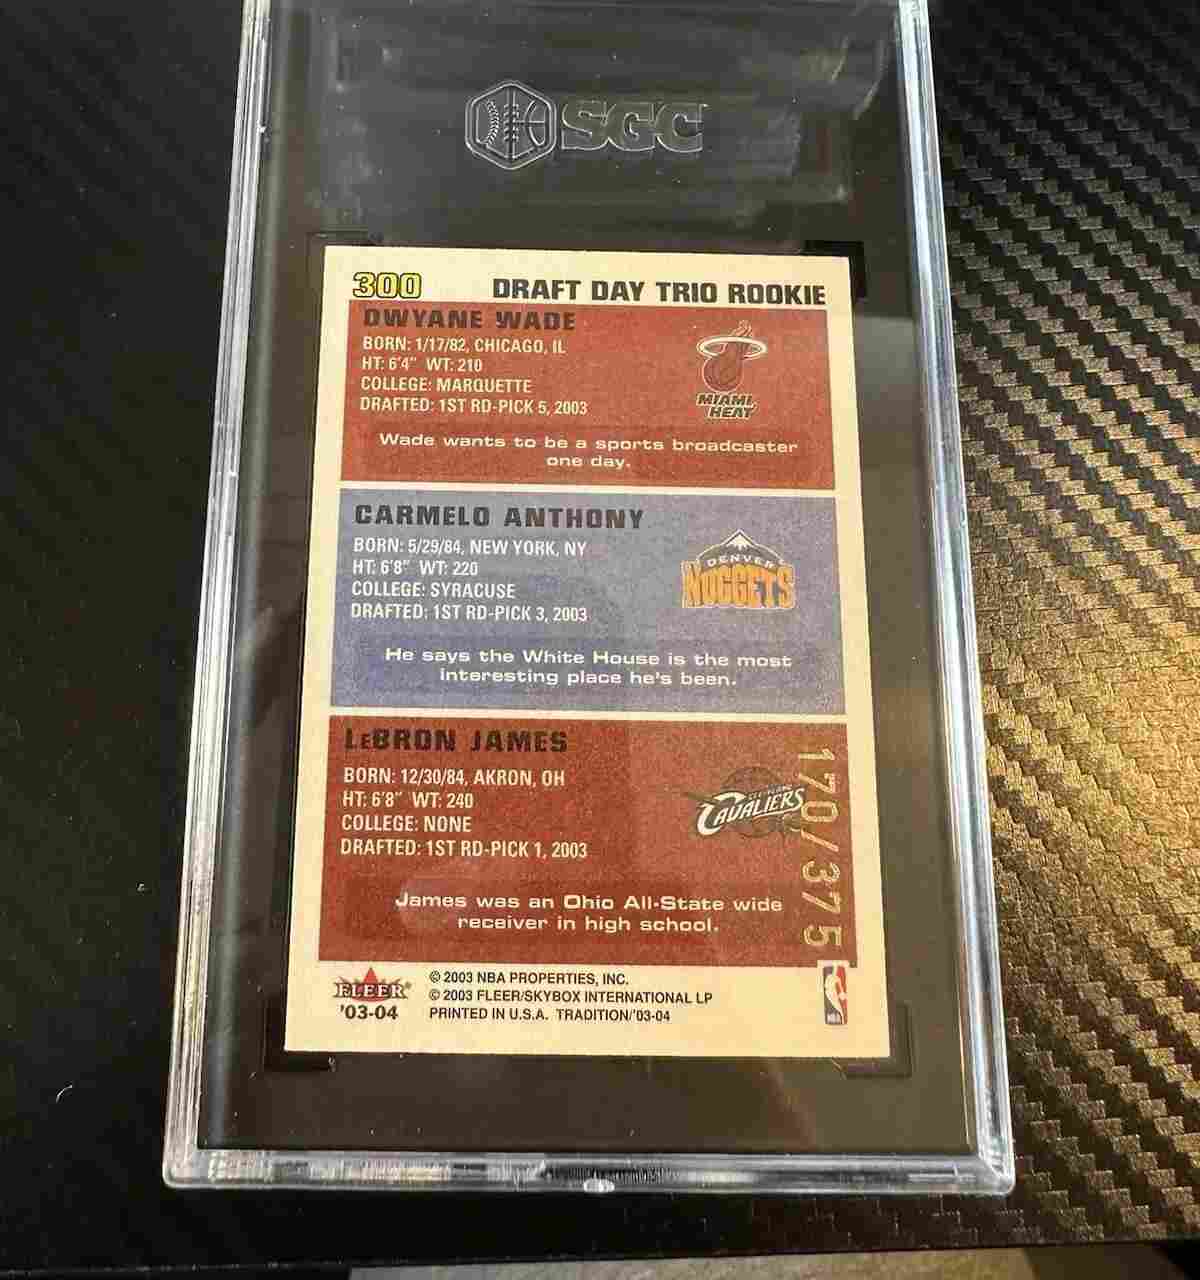 SGC
300
DRAFT DAY TRIO ROOKIE
DWYANE WADE
BORN: 1/17/82, CHICAGO, IL
HT: 6'4" WT: 210
COLLEGE: MARQUETTE
DRAFTED: 1ST RD-PICK 5, 2003
MIAMI
HEAT
Wade wants to be a sports broadcaster
one day.
CARMELO ANTHONY
BORN: 5/29/84, NEW YORK, NY
HT: 6'8" WT: 220
COLLEGE: SYRACUSE
DRAFTED: 1ST RD-PICK 3, 2003
DENVER
NUGGETS
He says the White House is the most
interesting place he's been.
LeBRON JAMES
BORN: 12/30/84, AKRON, OH
HT: 6'8" WT: 240
COLLEGE: NONE
DRAFTED: 1ST RD-PICK 1, 2003
CLEVELAND
CAVALIERS
170/375
James was an Ohio All-State wide
receiver in high school.
FLEER
'03-04
© 2003 NBA PROPERTIES, INC.
© 2003 FLEER/SKYBOX INTERNATIONAL LP
PRINTED IN U.S.A. TRADITION/'03-04
NBA